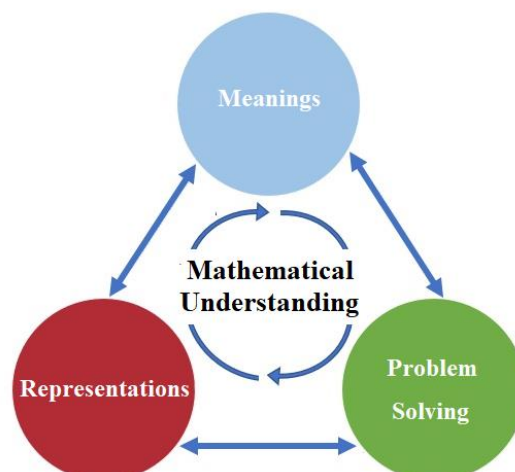 Meanings
Mathematical
Understanding
Representations
Problem
Solving